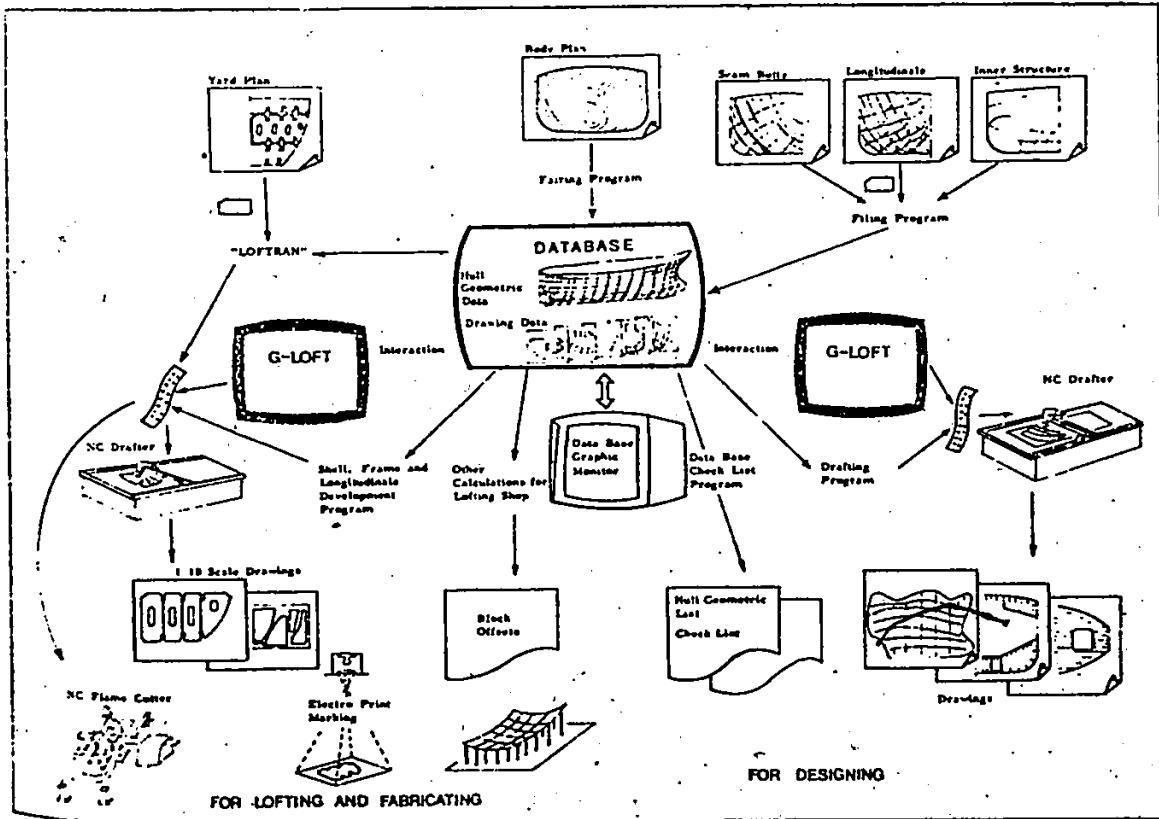 Body Plan
Yard Plan
Seam Butts
Longitudinals
Inner Structure
Fairing Program
Filing Program
"LOFTRAN"
DATABASE
Hull
Geometric
Data
Drawing Data
G-LOFT
Interaction
Interaction
G-LOFT
NC Drafter
NC Drafter
Data Base
Graphic
Monitor
Shell, Frame and
Longitudinals
Development
Program
Other
Calculations for
Lofting Shop
Data Base
Check List
Program
Drafting
Program
1 10 Scale Drawings
Block
Offsets
Hull Geometric
List
Check List
NC Flame Cutter
Electro Print
Marking
Drawings
FOR LOFTING AND FABRICATING
FOR DESIGNING